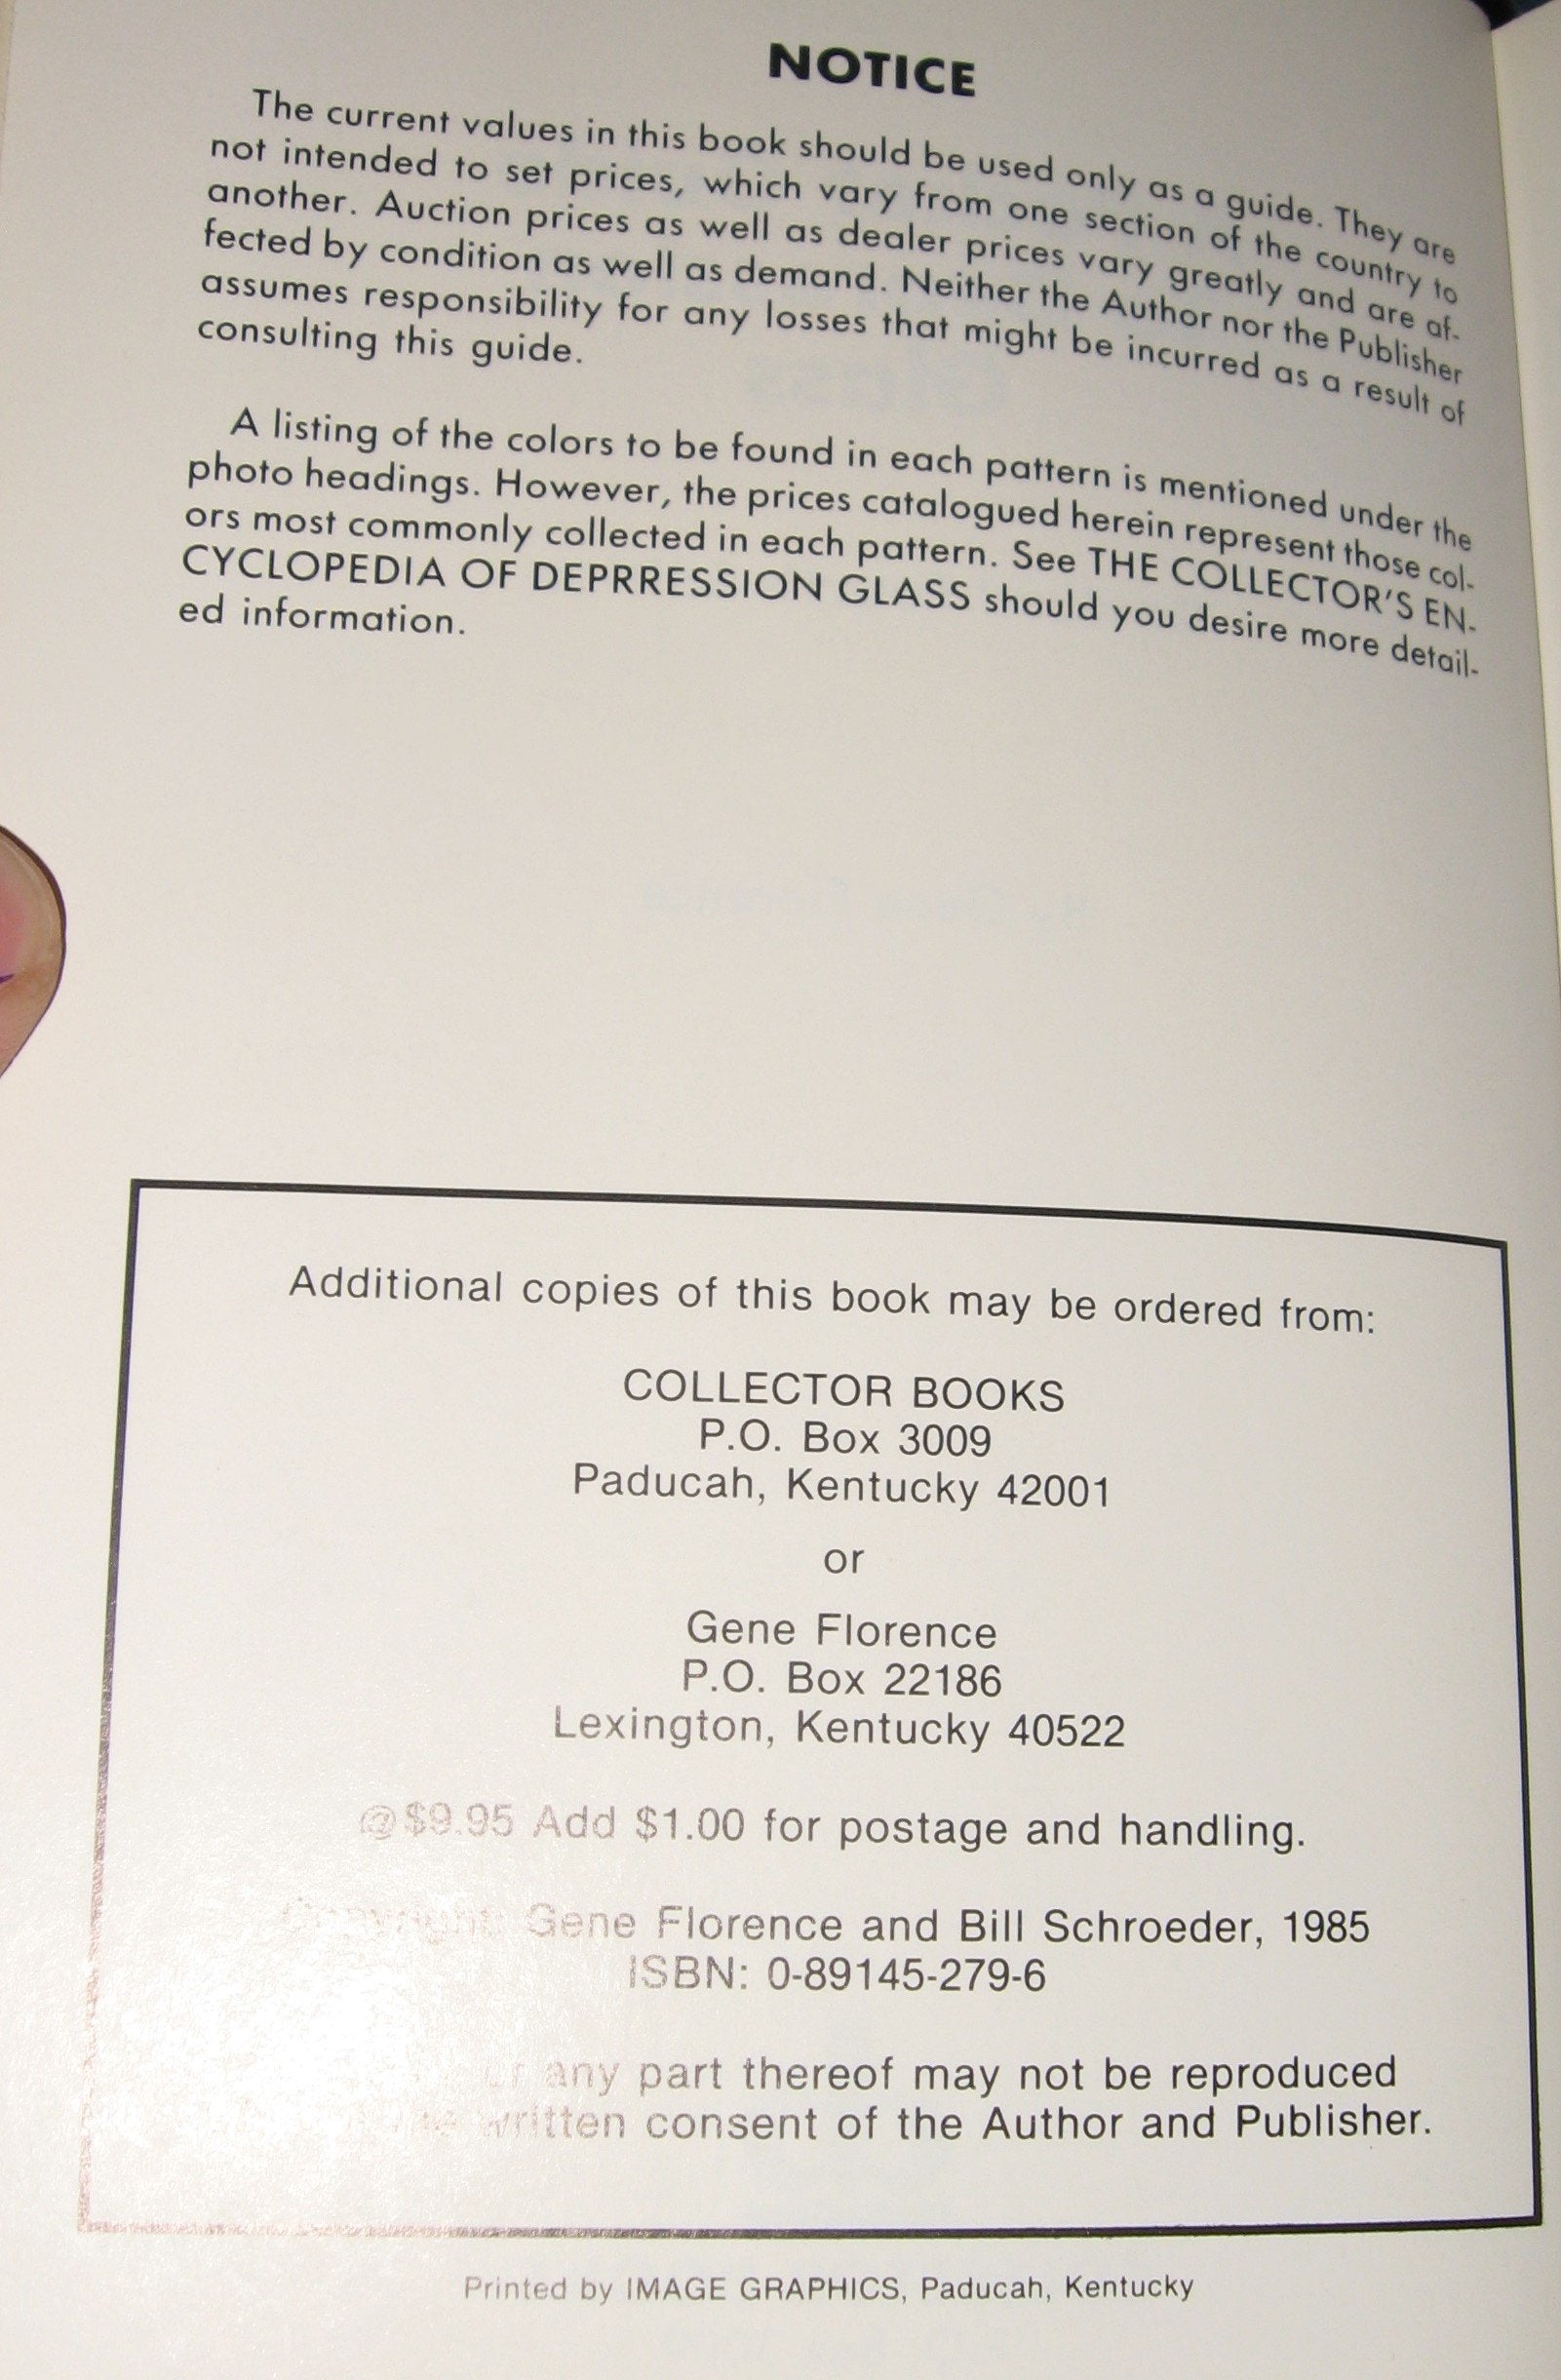 NOTICE
The current values in this book should be used only as a guide. They are
not intended to set prices, which vary from one section of the country to
another. Auction prices as well as dealer prices vary greatly and are af-
fected by condition as well as demand. Neither the Author nor the Publisher
assumes responsibility for any losses that might be incurred as a result of
consulting this guide.
A listing of the colors to be found in each pattern is mentioned under the
photo headings. However, the prices catalogued herein represent those col-
ors most commonly collected in each pattern. See THE COLLECTOR'S EN-
CYCLOPEDIA OF DEPRRESSION GLASS should you desire more detail-
ed information.
Additional copies of this book may be ordered from:
COLLECTOR BOOKS
P.O. Box 3009
Paducah, Kentucky 42001
or
Gene Florence
P.O. Box 22186
Lexington, Kentucky 40522
@$9.95 Add $1.00 for postage and handling.
Copyright: Gene Florence and Bill Schroeder, 1985
ISBN: 0-89145-279-6
or any part thereof may not be reproduced
the written consent of the Author and Publisher.
Printed by IMAGE GRAPHICS, Paducah, Kentucky